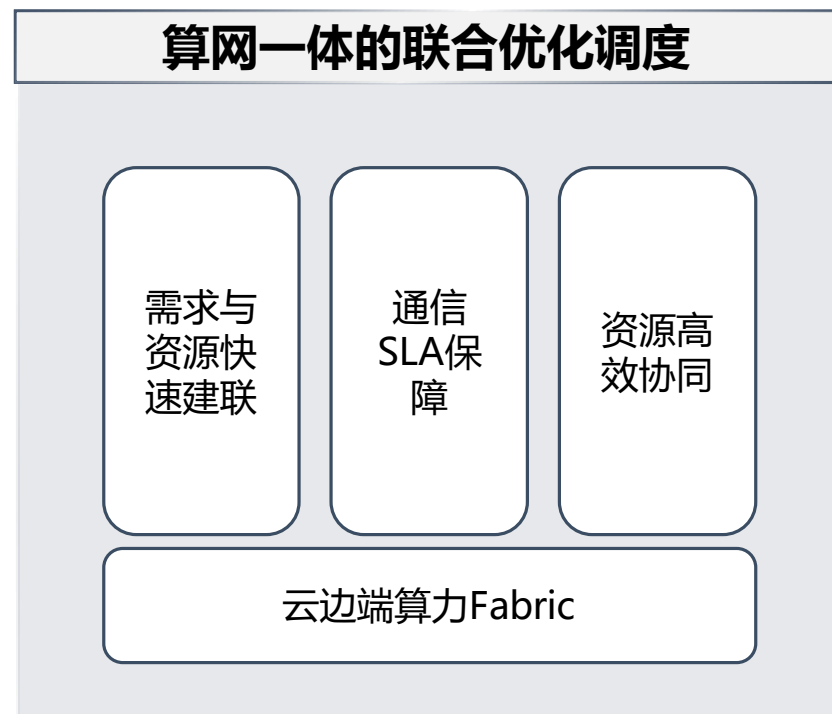 算网一体的联合优化调度
需求与
资源快
速建联
通信
SLA保
障
资源高
效协同
云边端算力Fabric